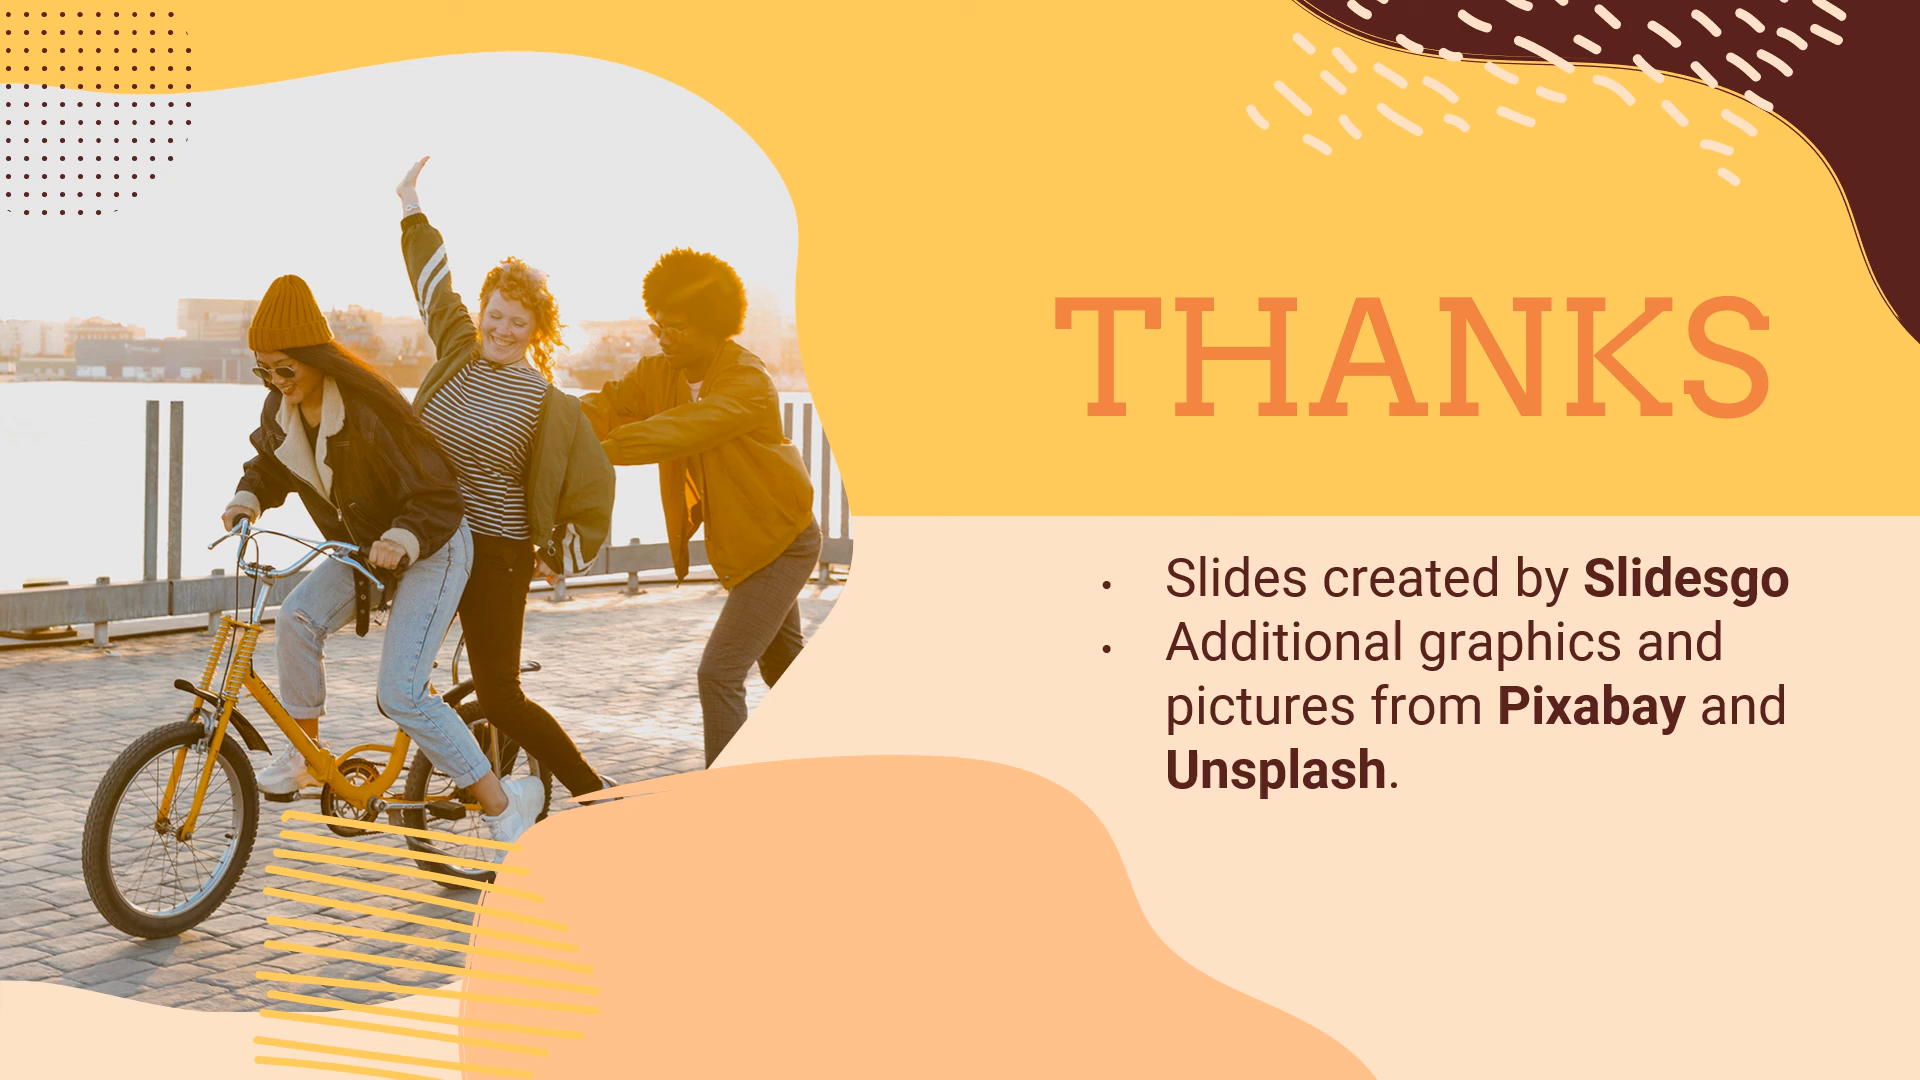 THANKS
• Slides created by Slidesgo
• Additional graphics and
pictures from Pixabay and
Unsplash.